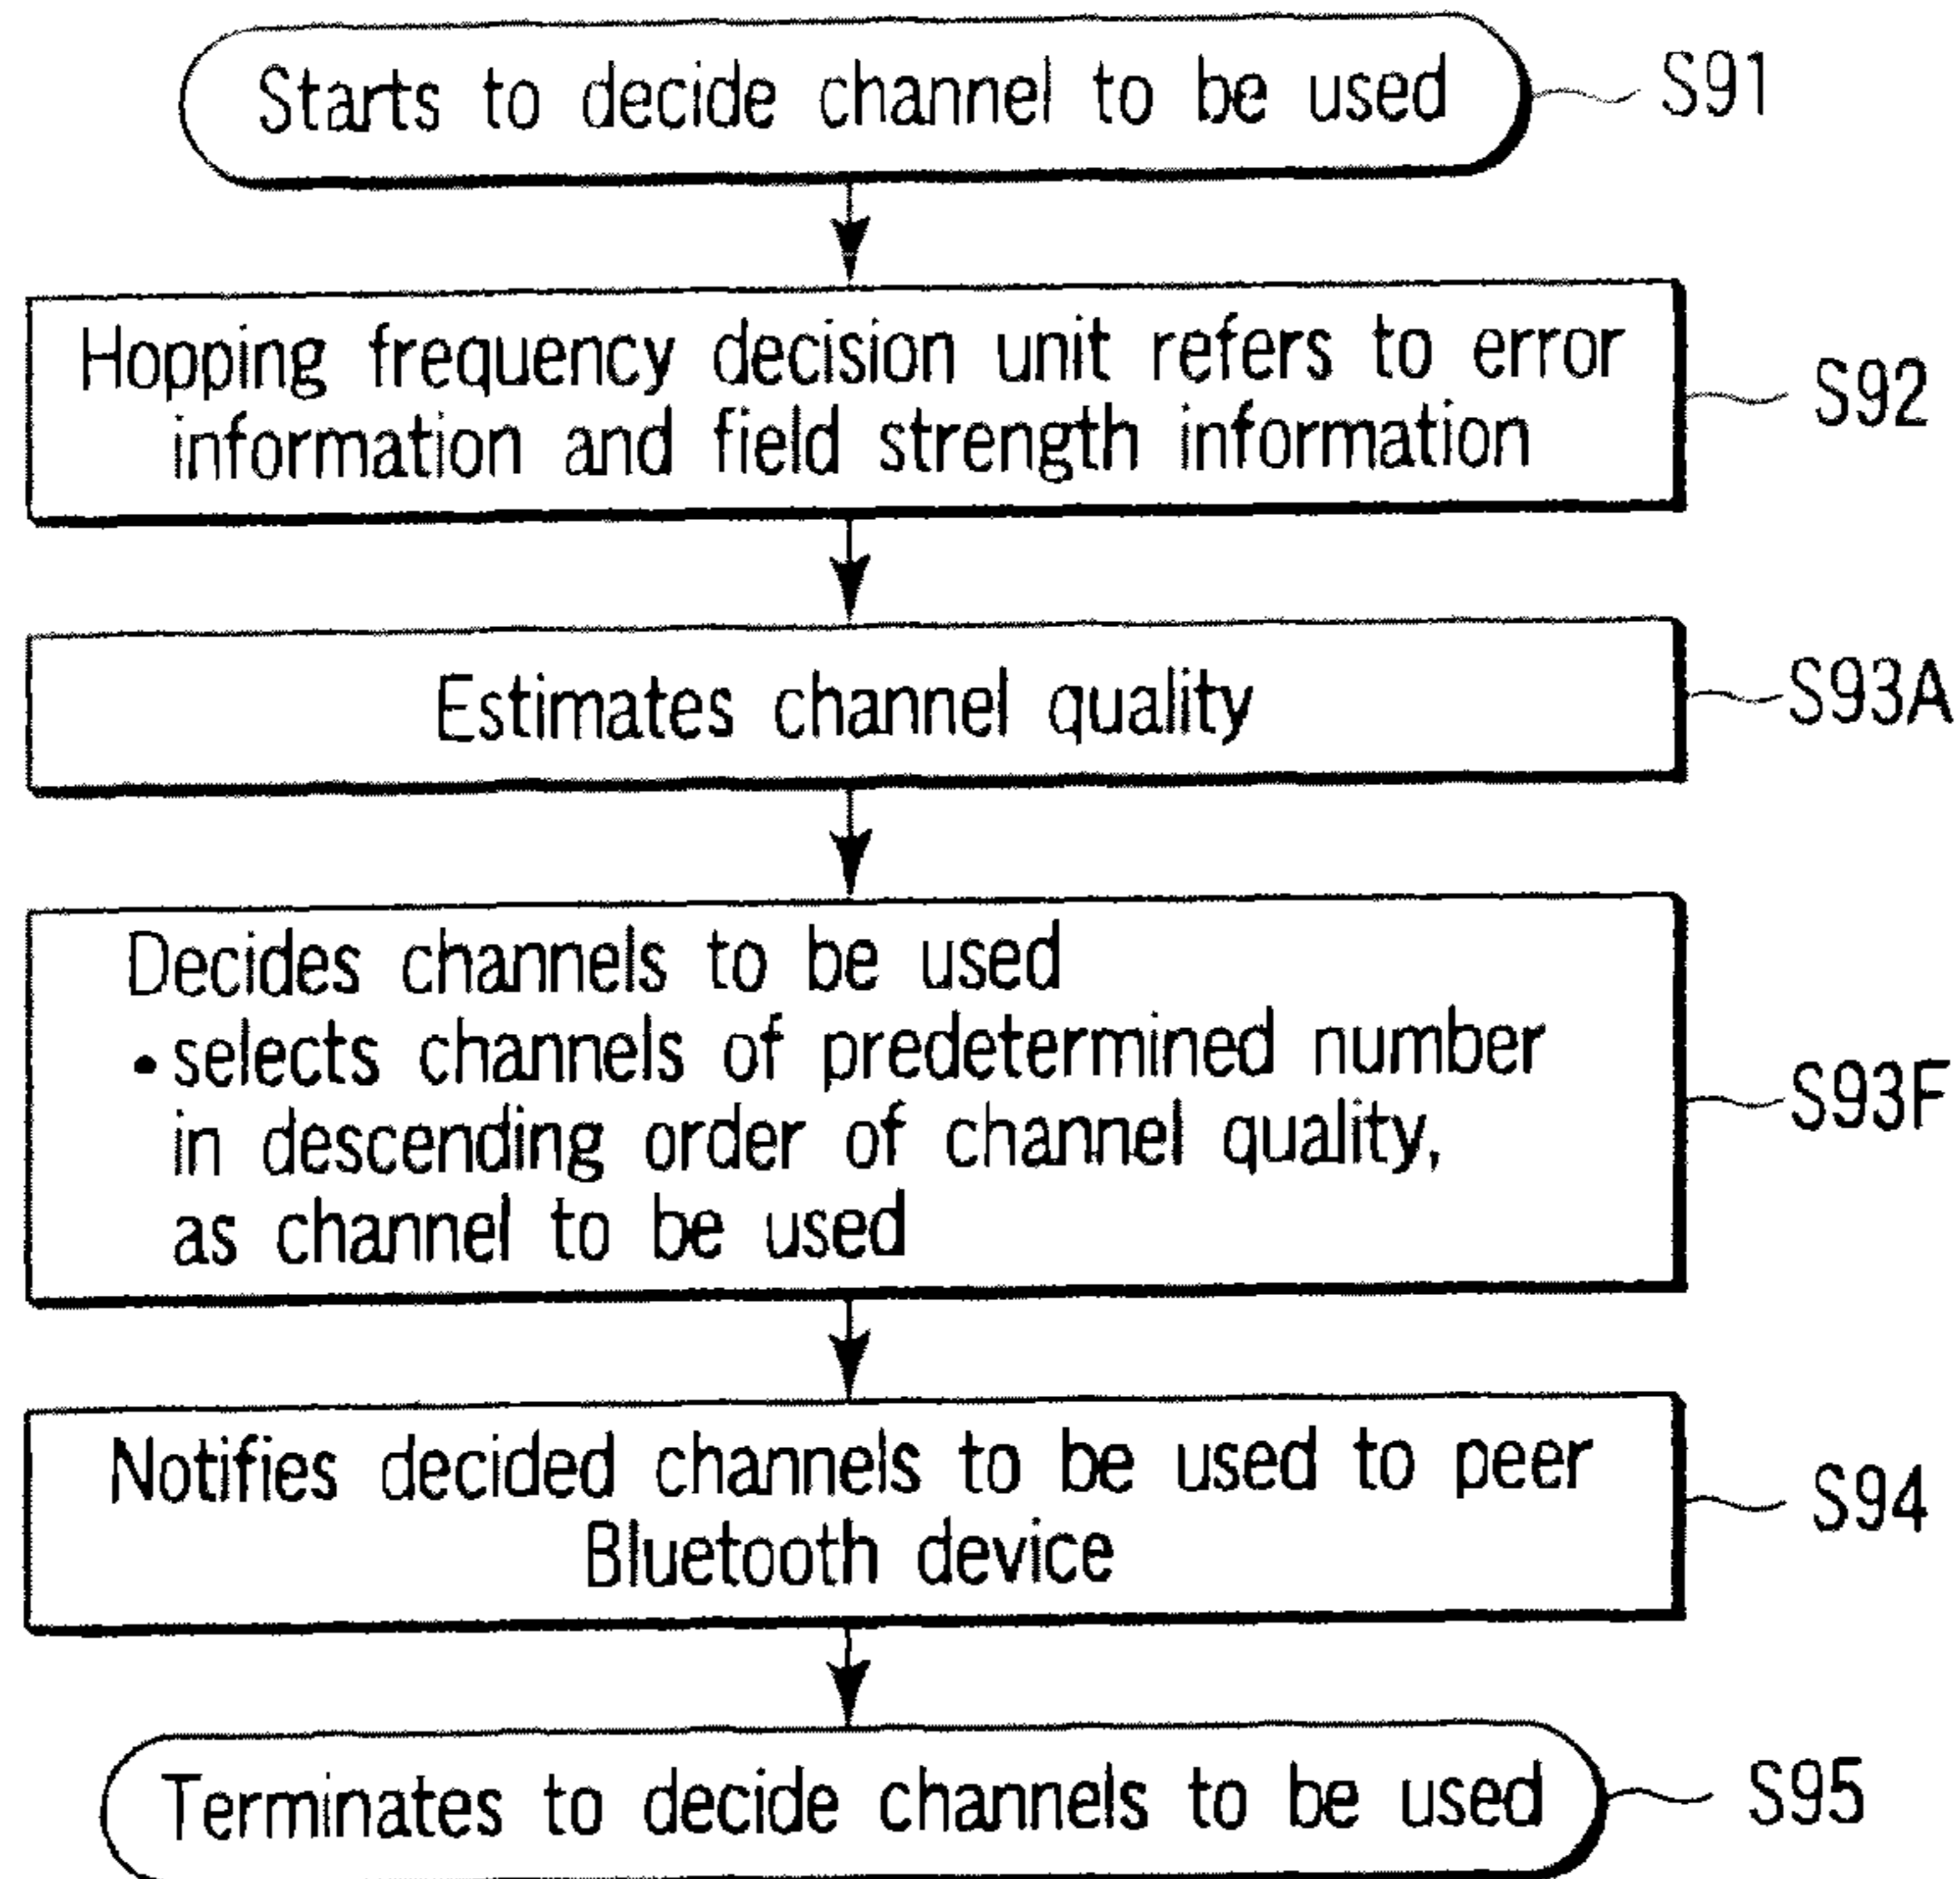 Starts to decide channel to be used
S91
Hopping frequency decision unit refers to error
information and field strength information
S92
Estimates channel quality
S93A
Decides channels to be used
• selects channels of predetermined number
in descending order of channel quality,
as channel to be used
S93F
Notifies decided channels to be used to peer
Bluetooth device
S94
Terminates to decide channels to be used
S95